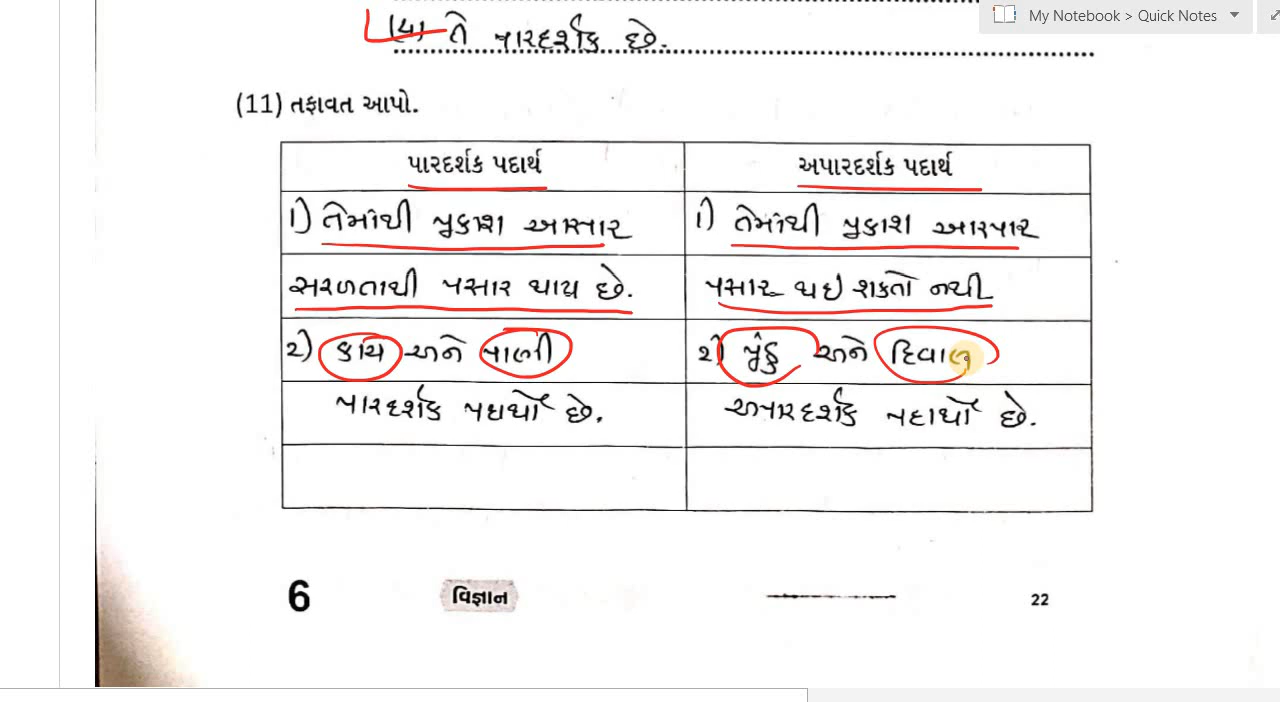 My Notebook > Quick Notes
(4) તે પારદર્શક છે.
(11) તફાવત આપો.
પારદર્શક પદાર્થ
અપારદર્શક પદાર્થ
1) તેમાંથી પ્રકાશ આરપાર
સરળતાથી પસાર થાય છે.
2) કાચ અને પાણી
પારદર્શક પદાર્થો છે.
1) તેમાંથી પ્રકાશ આરપાર
પસાર થઇ શકતો નથી
2) પૂંઠુ અને દિવાલ
અપારદર્શક પદાર્થો છે.
6 વિજ્ઞાન 22